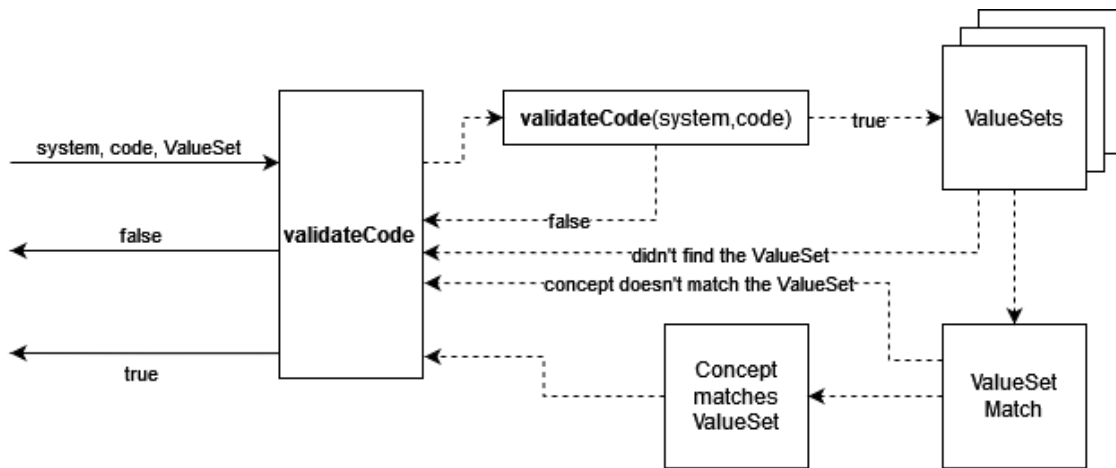 validateCode(system,code)
true
ValueSets
system, code, ValueSet
false
validateCode
false
didn't find the ValueSet
concept doesn't match the ValueSet
true
Concept
matches
ValueSet
ValueSet
Match